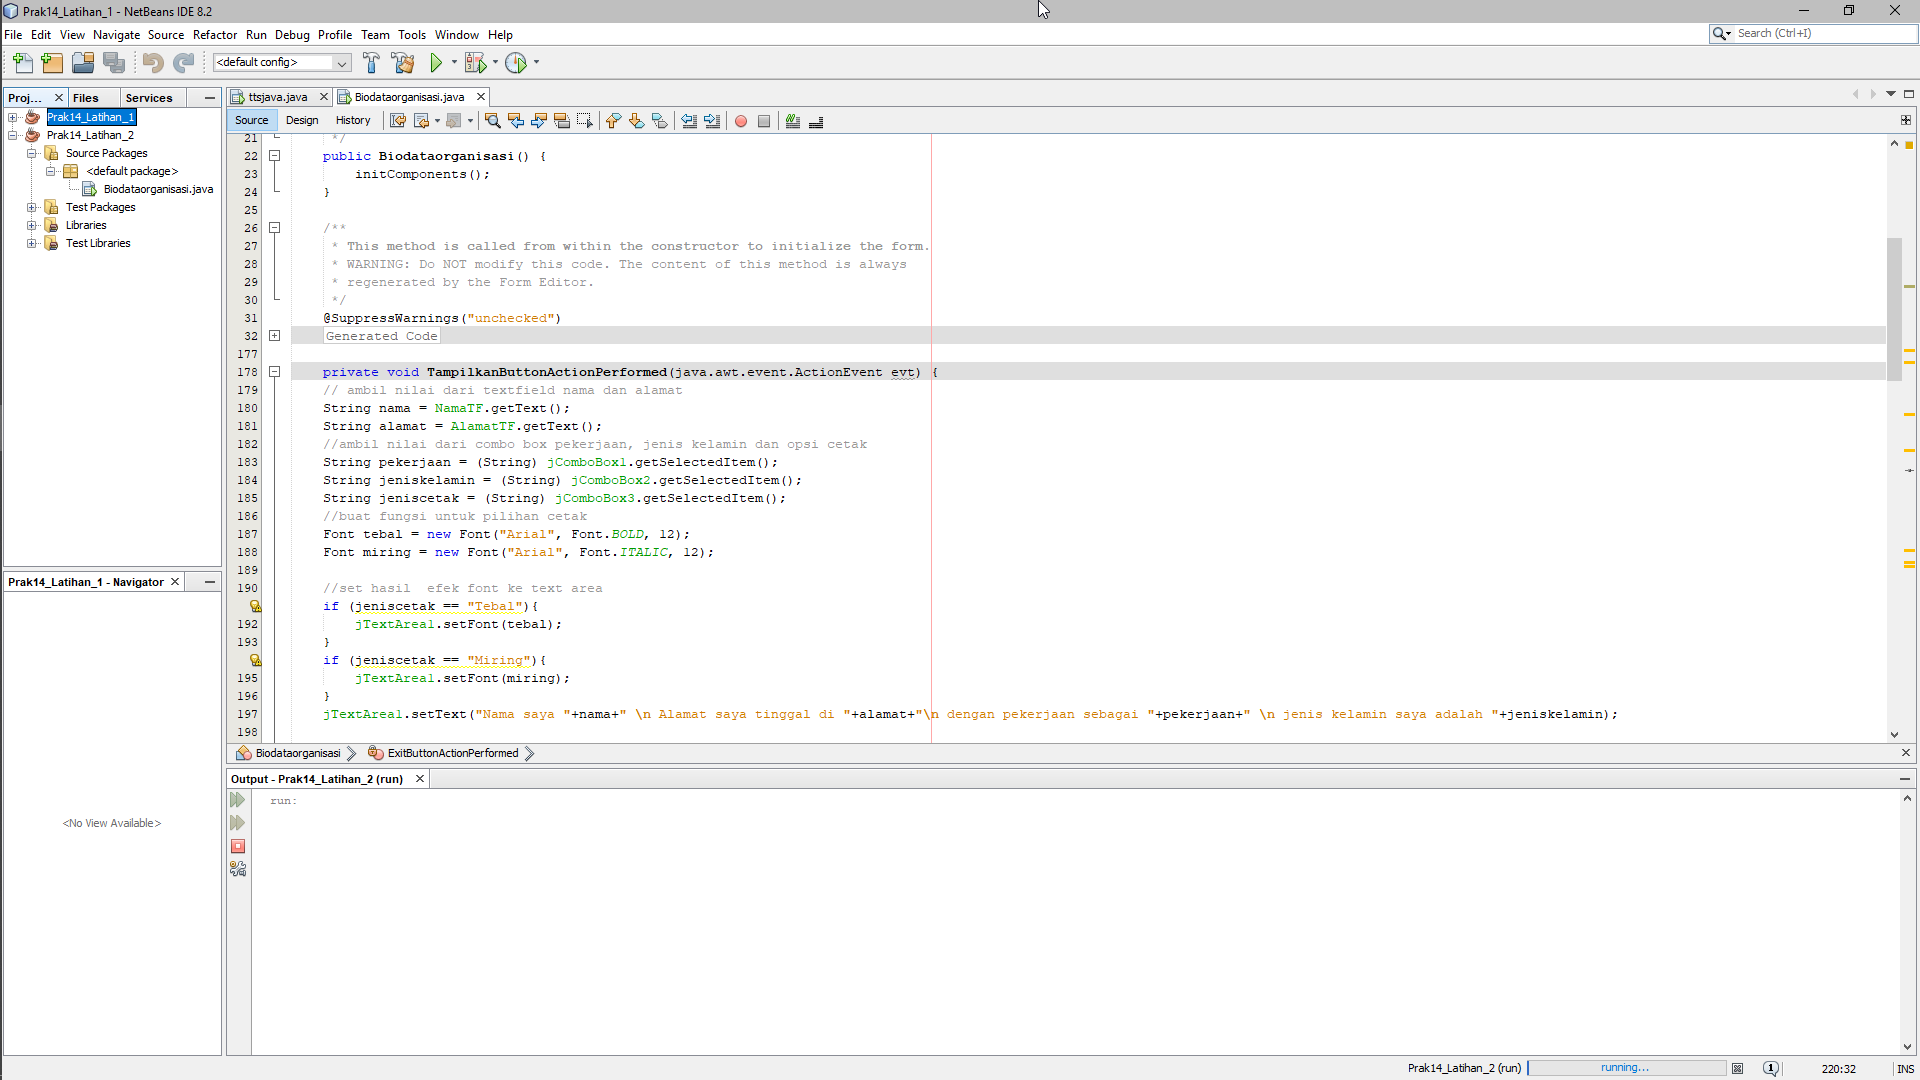 Prak14_Latihan_1 - NetBeans IDE 8.2
File Edit View Navigate Source Refactor Run Debug Profile Team Tools Window Help
Search (Ctrl+I)
<default config>
Proj... Files Services
ttsjava.java Biodataorganisasi.java
Source Design History
Prak14_Latihan_1
Prak14_Latihan_2
Source Packages
<default package>
Biodataorganisasi.java
Test Packages
Libraries
Test Libraries
Prak14_Latihan_1 - Navigator
<No View Available>
21 */
22 public Biodataorganisasi() {
23 initComponents();
24 }
25
26 /**
27 * This method is called from within the constructor to initialize the form.
28 * WARNING: Do NOT modify this code. The content of this method is always
29 * regenerated by the Form Editor.
30 */
31 @SuppressWarnings("unchecked")
32 Generated Code
177
178 private void TampilkanButtonActionPerformed(java.awt.event.ActionEvent evt) {
179 // ambil nilai dari textfield nama dan alamat
180 String nama = NamaTF.getText();
181 String alamat = AlamatTF.getText();
182 //ambil nilai dari combo box pekerjaan, jenis kelamin dan opsi cetak
183 String pekerjaan = (String) jComboBox1.getSelectedItem();
184 String jeniskelamin = (String) jComboBox2.getSelectedItem();
185 String jeniscetak = (String) jComboBox3.getSelectedItem();
186 //buat fungsi untuk pilihan cetak
187 Font tebal = new Font("Arial", Font.BOLD, 12);
188 Font miring = new Font("Arial", Font.ITALIC, 12);
189
190 //set hasil  efek font ke text area
if (jeniscetak == "Tebal"){
192 jTextArea1.setFont(tebal);
193 }
if (jeniscetak == "Miring"){
195 jTextArea1.setFont(miring);
196 }
197 jTextArea1.setText("Nama saya "+nama+" \n Alamat saya tinggal di "+alamat+"\n dengan pekerjaan sebagai "+pekerjaan+" \n jenis kelamin saya adalah "+jeniskelamin);
198
Biodataorganisasi ExitButtonActionPerformed
Output - Prak14_Latihan_2 (run)
run:
Prak14_Latihan_2 (run) running... 1 220:32 INS